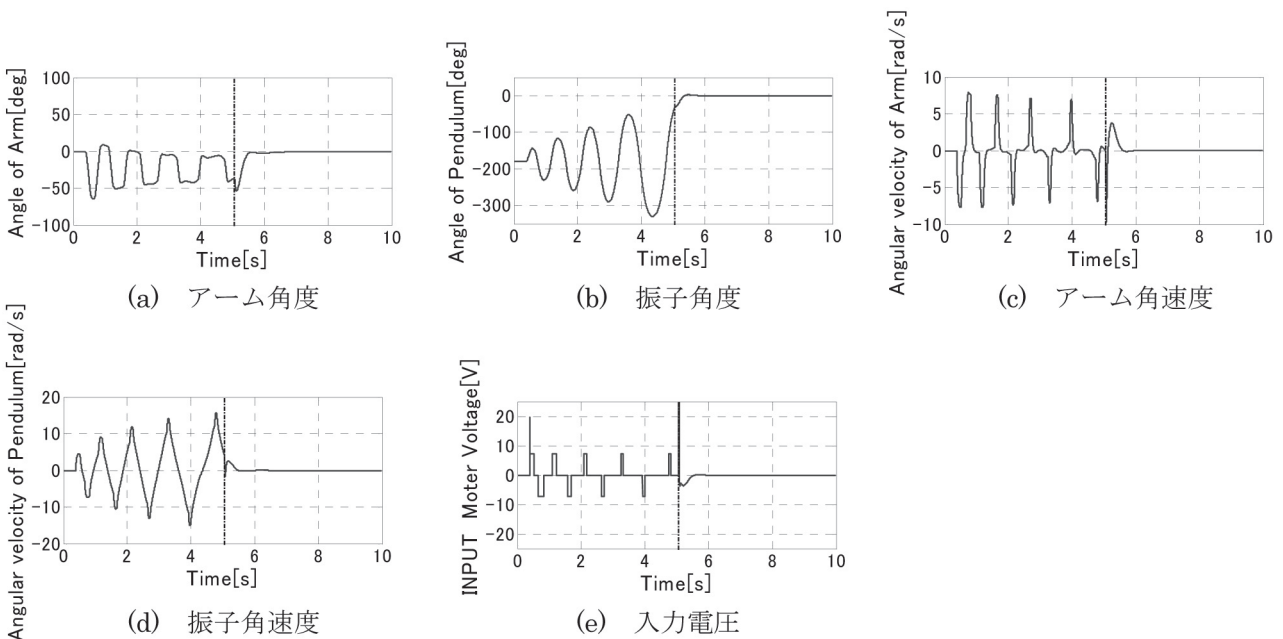 Angle of Arm[deg]
100
50
0
-50
-100
0 2 4 6 8 10
Time[s]
(a) アーム角度
Angle of Pendulum[deg]
0
-100
-200
-300
0 2 4 6 8 10
Time[s]
(b) 振子角度
Angular velocity of Arm[rad/s]
10
5
0
-5
-10
0 2 4 6 8 10
Time[s]
(c) アーム角速度
Angular velocity of Pendulum[rad/s]
20
10
0
-10
-20
0 2 4 6 8 10
Time[s]
(d) 振子角速度
INPUT Moter Voltage[V]
20
10
0
-10
-20
0 2 4 6 8 10
Time[s]
(e) 入力電圧